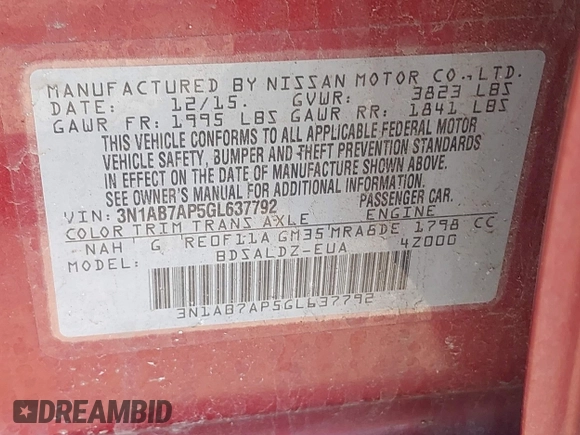 MANUFACTURED BY NISSAN MOTOR CO., LTD.
DATE: 12/15. GVWR: 3823 LBS
GAWR FR: 1995 LBS GAWR RR: 1841 LBS
THIS VEHICLE CONFORMS TO ALL APPLICABLE FEDERAL MOTOR
VEHICLE SAFETY, BUMPER AND THEFT PREVENTION STANDARDS
IN EFFECT ON THE DATE OF MANUFACTURE SHOWN ABOVE.
SEE OWNER'S MANUAL FOR ADDITIONAL INFORMATION.
VIN: 3N1AB7AP5GL637792 PASSENGER CAR.
COLOR TRIM TRANS AXLE ENGINE
NAH G RE0F11A GM35 MRA8DE 1798 CC
MODEL: BDSALDZ-EUA 4Z000
3N1AB7AP5GL637792
DREAMBID